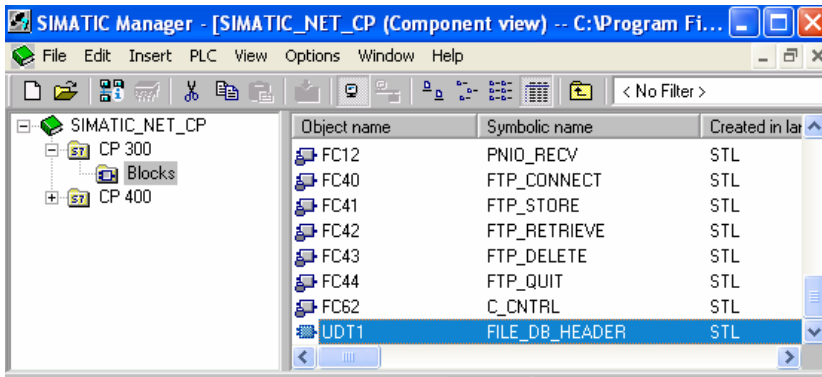 SIMATIC Manager - [SIMATIC_NET_CP (Component view) -- C:\Program Fi...
File Edit Insert PLC View Options Window Help
< No Filter >
SIMATIC_NET_CP
CP 300
Blocks
CP 400
Object name Symbolic name Created in lar
FC12 PNIO_RECV STL
FC40 FTP_CONNECT STL
FC41 FTP_STORE STL
FC42 FTP_RETRIEVE STL
FC43 FTP_DELETE STL
FC44 FTP_QUIT STL
FC62 C_CNTRL STL
UDT1 FILE_DB_HEADER STL